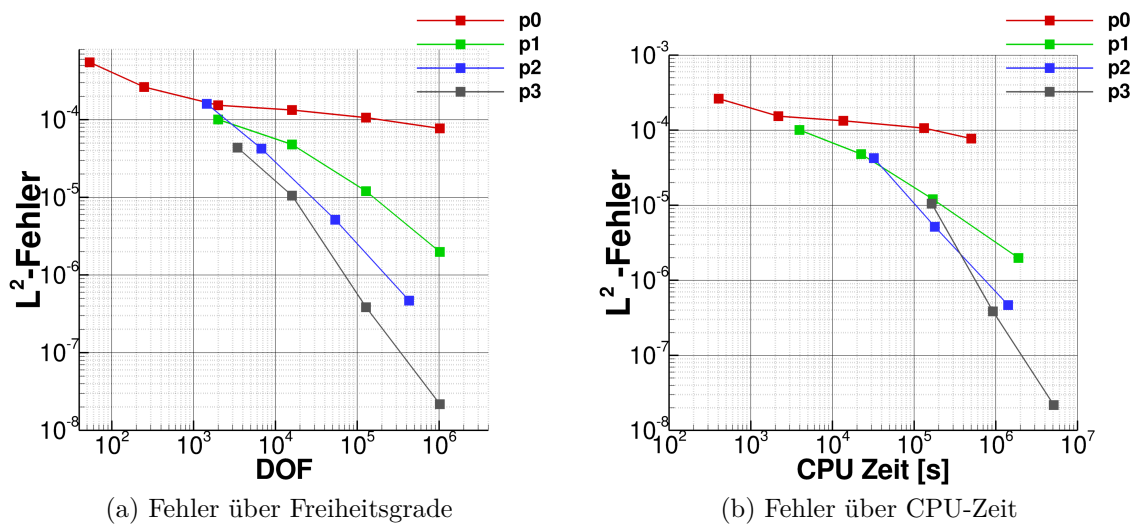 p0
p1
p2
p3
10^-4
10^-5
10^-6
10^-7
10^-8
L^2-Fehler
10^2
10^3
10^4
10^5
10^6
DOF
(a) Fehler über Freiheitsgrade
p0
p1
p2
p3
10^-3
10^-4
10^-5
10^-6
10^-7
10^-8
L^2-Fehler
10^2
10^3
10^4
10^5
10^6
10^7
CPU Zeit [s]
(b) Fehler über CPU-Zeit